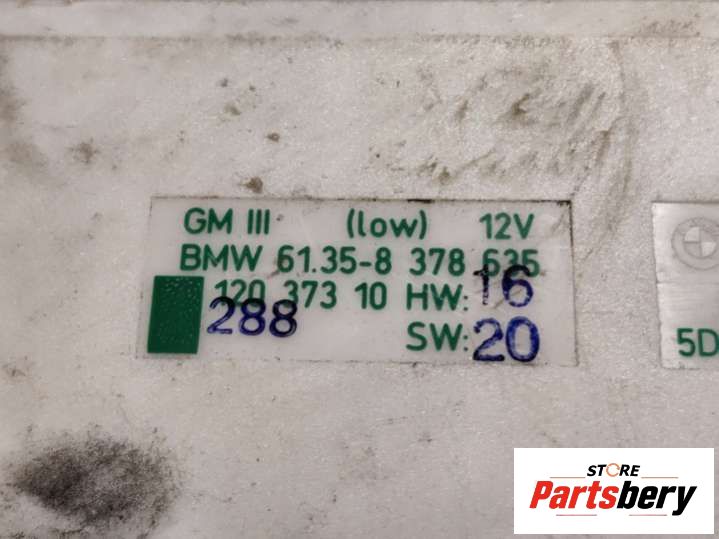 GM III (low) 12V
BMW 61.35-8 378 635
120 373 10 HW: 16
288 SW: 20
5D
STORE
Partsbery